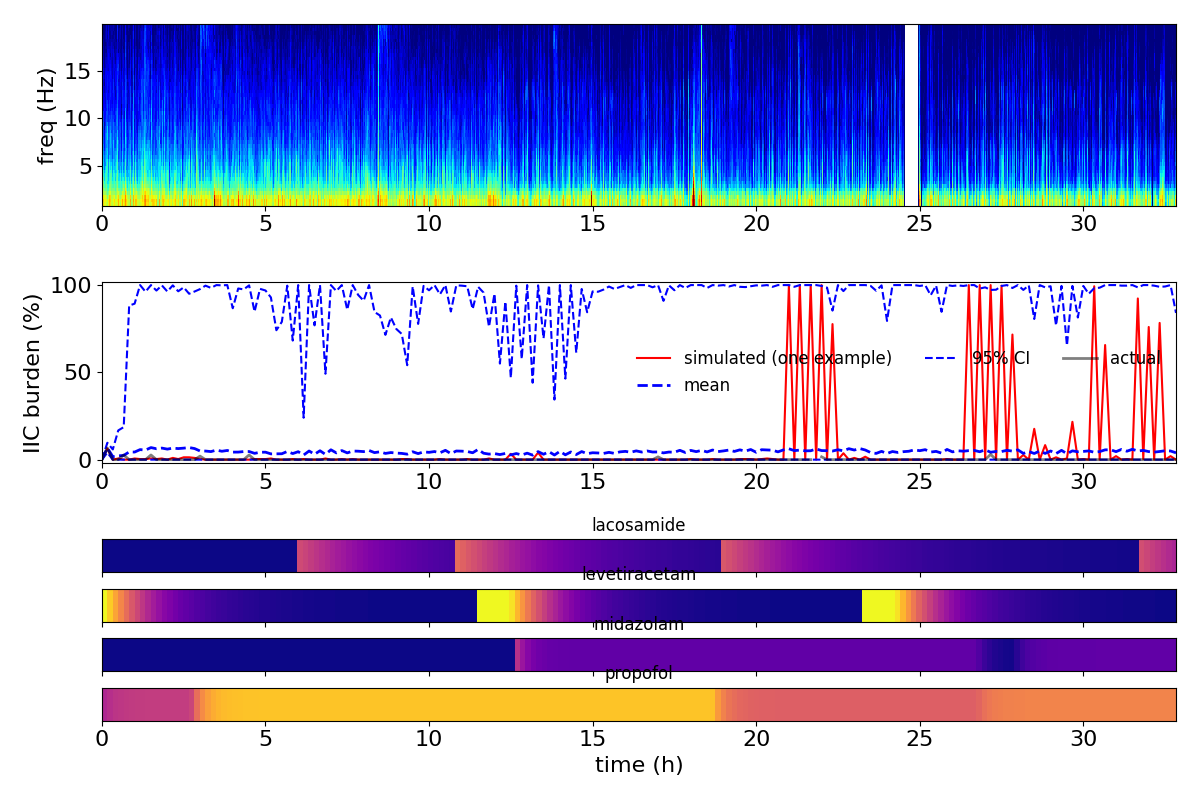 freq (Hz)
15
10
5
0 5 10 15 20 25 30
IIC burden (%)
100
50
0
simulated (one example) 95% CI actual
mean
0 5 10 15 20 25 30
lacosamide
levetiracetam
midazolam
propofol
0 5 10 15 20 25 30
time (h)